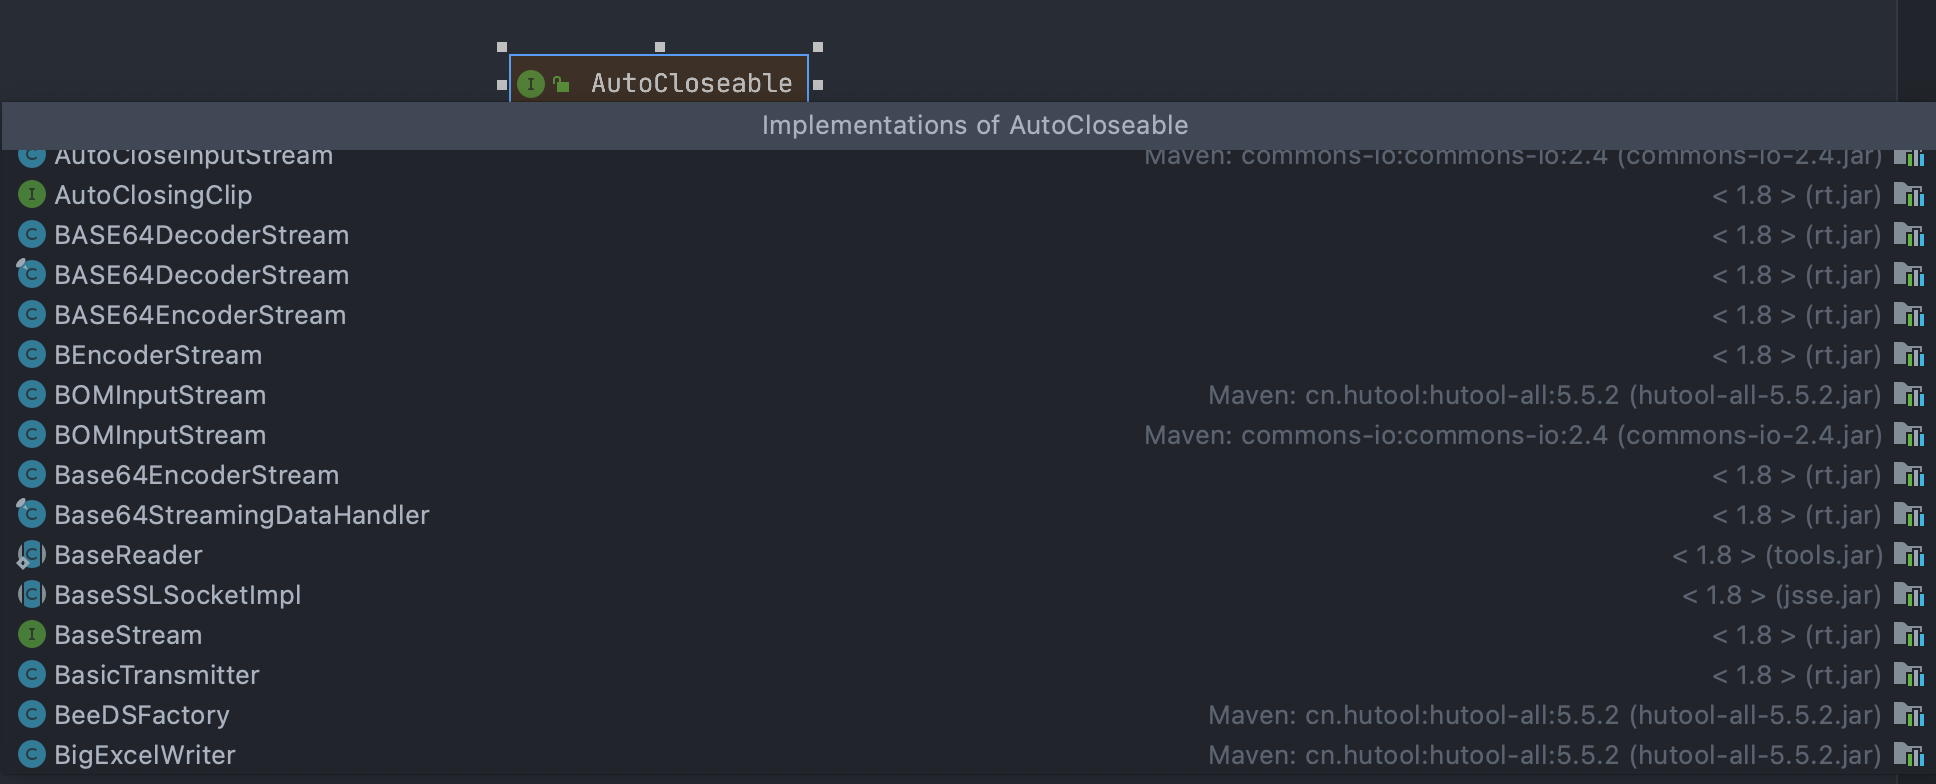 I AutoCloseable
Implementations of AutoCloseable
C AutoCloseInputStream Maven: commons-io:commons-io:2.4 (commons-io-2.4.jar)
I AutoClosingClip < 1.8 > (rt.jar)
C BASE64DecoderStream < 1.8 > (rt.jar)
C BASE64DecoderStream < 1.8 > (rt.jar)
C BASE64EncoderStream < 1.8 > (rt.jar)
C BEncoderStream < 1.8 > (rt.jar)
C BOMInputStream Maven: cn.hutool:hutool-all:5.5.2 (hutool-all-5.5.2.jar)
C BOMInputStream Maven: commons-io:commons-io:2.4 (commons-io-2.4.jar)
C Base64EncoderStream < 1.8 > (rt.jar)
C Base64StreamingDataHandler < 1.8 > (rt.jar)
C BaseReader < 1.8 > (tools.jar)
C BaseSSLSocketImpl < 1.8 > (jsse.jar)
I BaseStream < 1.8 > (rt.jar)
C BasicTransmitter < 1.8 > (rt.jar)
C BeeDSFactory Maven: cn.hutool:hutool-all:5.5.2 (hutool-all-5.5.2.jar)
C BigExcelWriter Maven: cn.hutool:hutool-all:5.5.2 (hutool-all-5.5.2.jar)